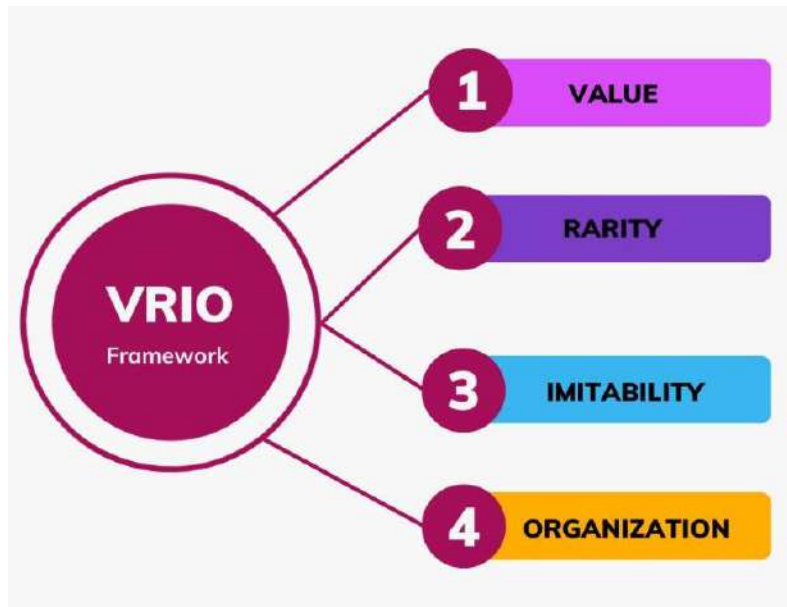 VRIO
Framework
1
VALUE
2
RARITY
3
IMITABILITY
4
ORGANIZATION